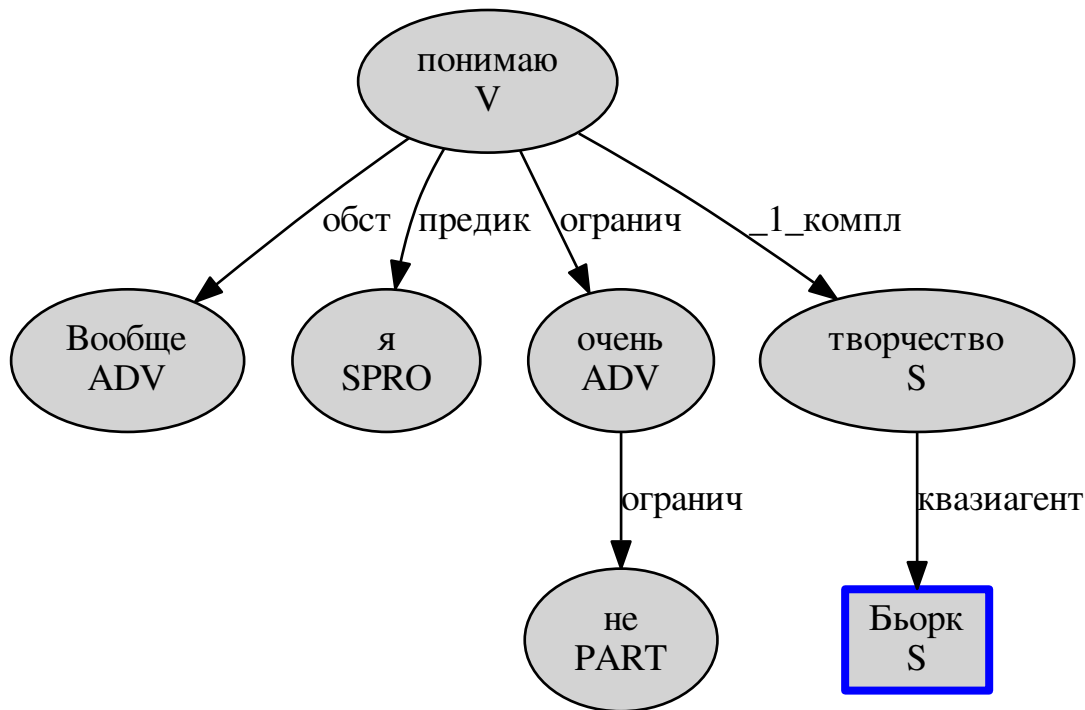 понимаю
V
обст
предик
огранич
_1_компл
Вообще
ADV
я
SPRO
очень
ADV
творчество
S
огранич
квазиагент
не
PART
Бьорк
S